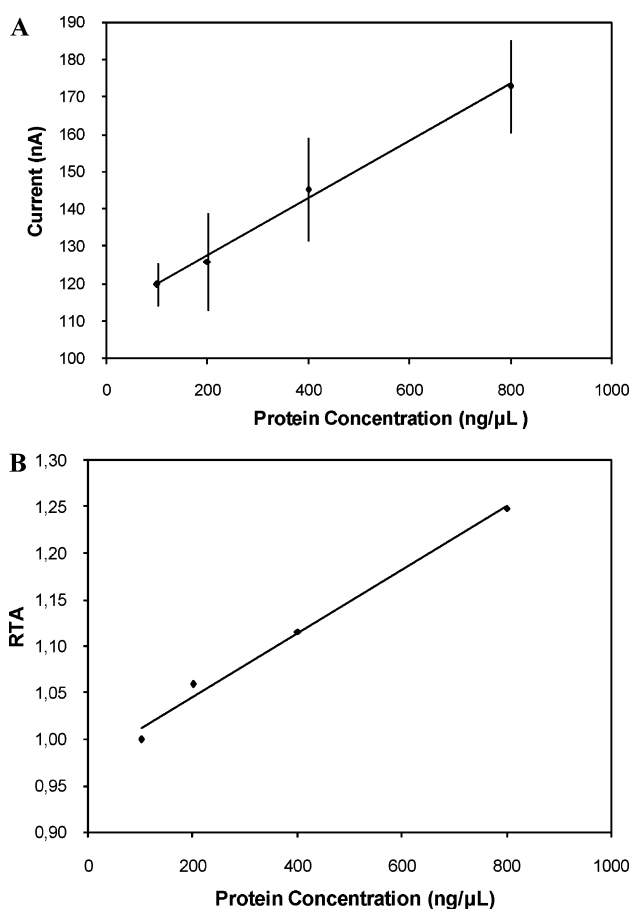 A
190
180
170
160
150
140
130
120
110
100
Current (nA)
0 200 400 600 800 1000
Protein Concentration (ng/µL )
B
1,30
1,25
1,20
1,15
1,10
1,05
1,00
0,95
0,90
RTA
0 200 400 600 800 1000
Protein Concentration (ng/µL)